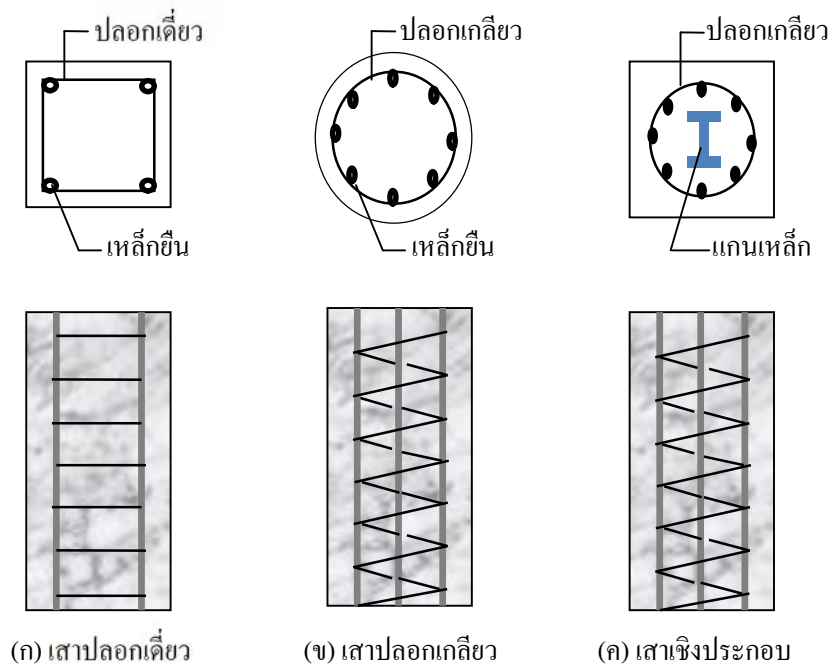 ปลอกเดี่ยว
ปลอกเกลียว
ปลอกเกลียว
เหล็กยืน
เหล็กยืน
แกนเหล็ก
(ก) เสาปลอกเดี่ยว
(ข) เสาปลอกเกลียว
(ค) เสาเชิงประกอบ